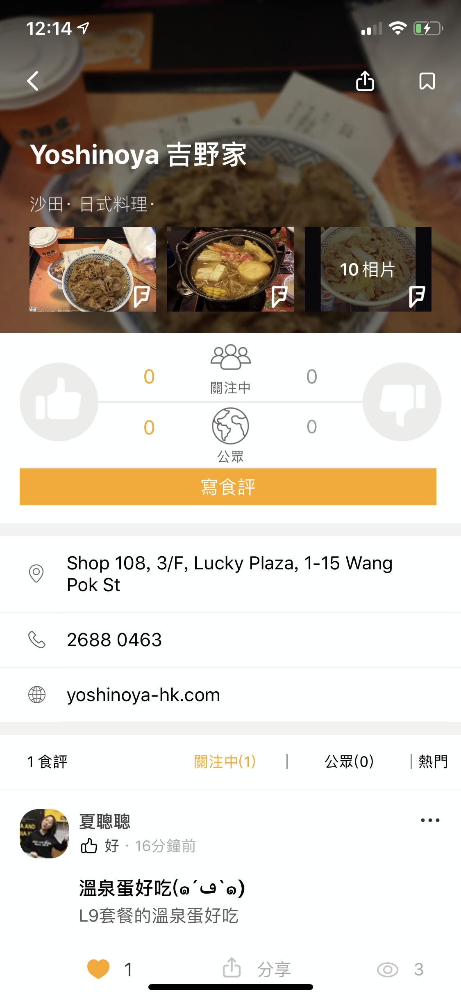 12:14
Yoshinoya 吉野家
沙田· 日式料理·
10 相片
0
關注中
0
0
公眾
0
寫食評
Shop 108, 3/F, Lucky Plaza, 1-15 Wang
Pok St
2688 0463
yoshinoya-hk.com
1 食評 關注中(1) | 公眾(0) | 熱門
夏聰聰
好 · 16分鐘前
溫泉蛋好吃(๑´ڡ`๑)
L9套餐的溫泉蛋好吃
1 分享 3